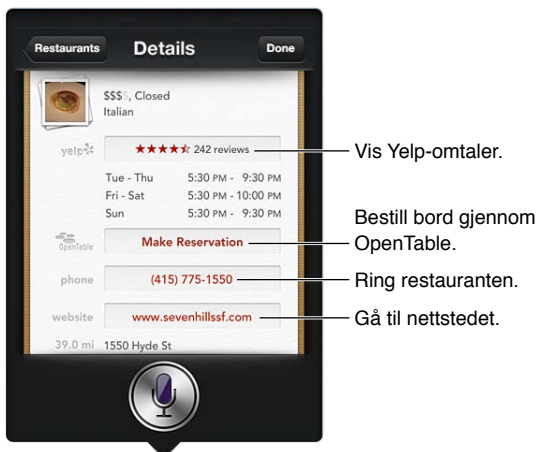 Restaurants
Details
Done
$$$$, Closed
Italian
yelp
242 reviews
Vis Yelp-omtaler.
Tue - Thu 5:30 PM - 9:30 PM
Fri - Sat 5:30 PM - 10:00 PM
Sun 5:30 PM - 9:30 PM
OpenTable
Make Reservation
Bestill bord gjennom
OpenTable.
phone
(415) 775-1550
Ring restauranten.
website
www.sevenhillssf.com
Gå til nettstedet.
39.0 mi 1550 Hyde St